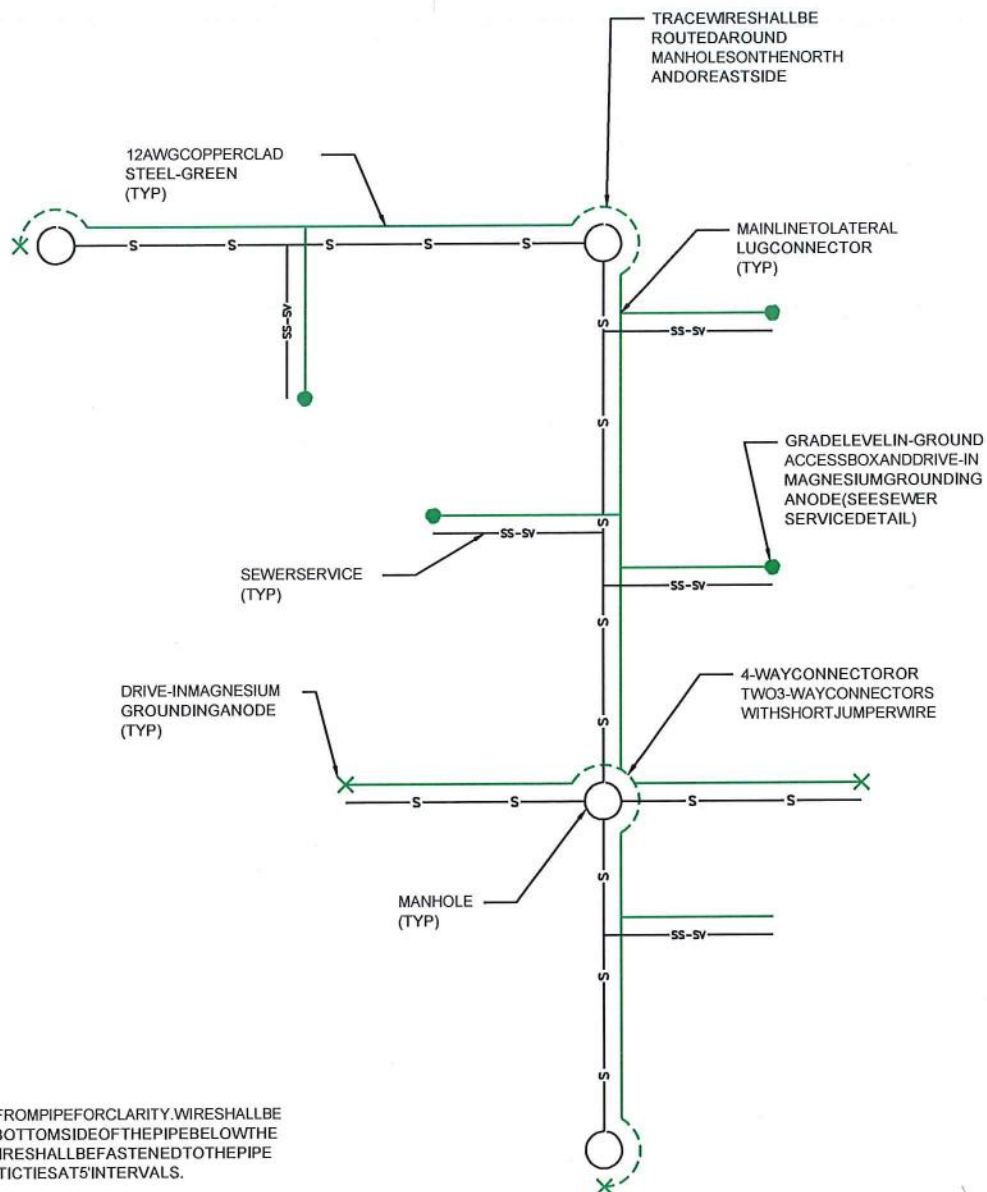 TRACEWIRESHALLBE
ROUTEDAROUND
MANHOLESONTHENORTH
ANDOREASTSIDE
12AWGCOPPERCLAD
STEEL-GREEN
(TYP)
MAINLINETOLATERAL
LUGCONNECTOR
(TYP)
S S S S S
SS-SV
S
SS-SV
S
GRADELEVELIN-GROUND
ACCESSBOXANDDRIVE-IN
MAGNESIUMGROUNDING
ANODE(SEESEWER
SERVICEDETAIL)
S
SS-SV
SEWERSERVICE
(TYP)
SS-SV
S
4-WAYCONNECTOROR
TWO3-WAYCONNECTORS
WITHSHORTJUMPERWIRE
DRIVE-INMAGNESIUM
GROUNDINGANODE
(TYP)
S
S S S S
S
MANHOLE
(TYP)
SS-SV
S
S
FROMPIPEFORCLARITY.WIRESHALLBE
BOTTOMSIDEOFTHEPIPEBELOWTHE
IRESHALLBEFASTENEDTOTHEPIPE
TICTIESAT5'INTERVALS.